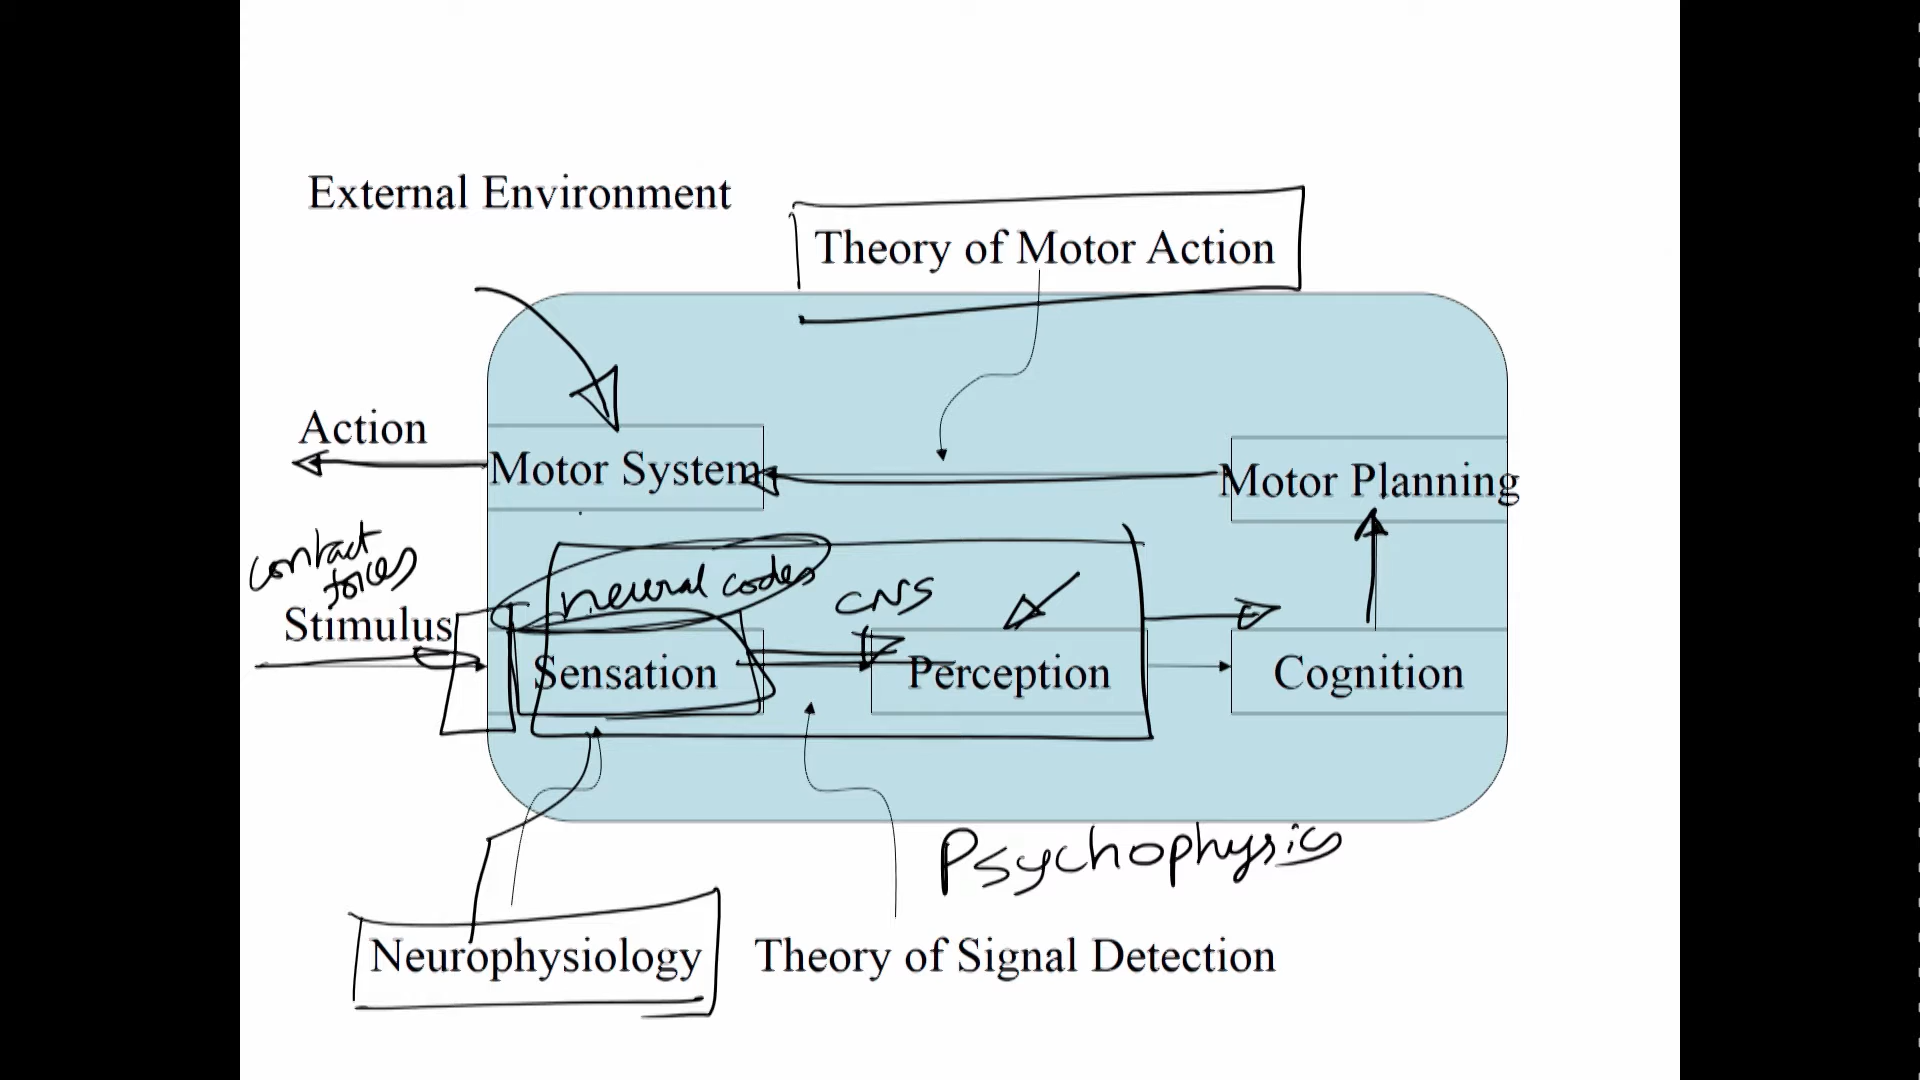 External Environment
Theory of Motor Action
Action
Motor System
Motor Planning
contact
forces
neural codes
CNS
Stimulus
Sensation
Perception
Cognition
Psychophysics
Neurophysiology
Theory of Signal Detection